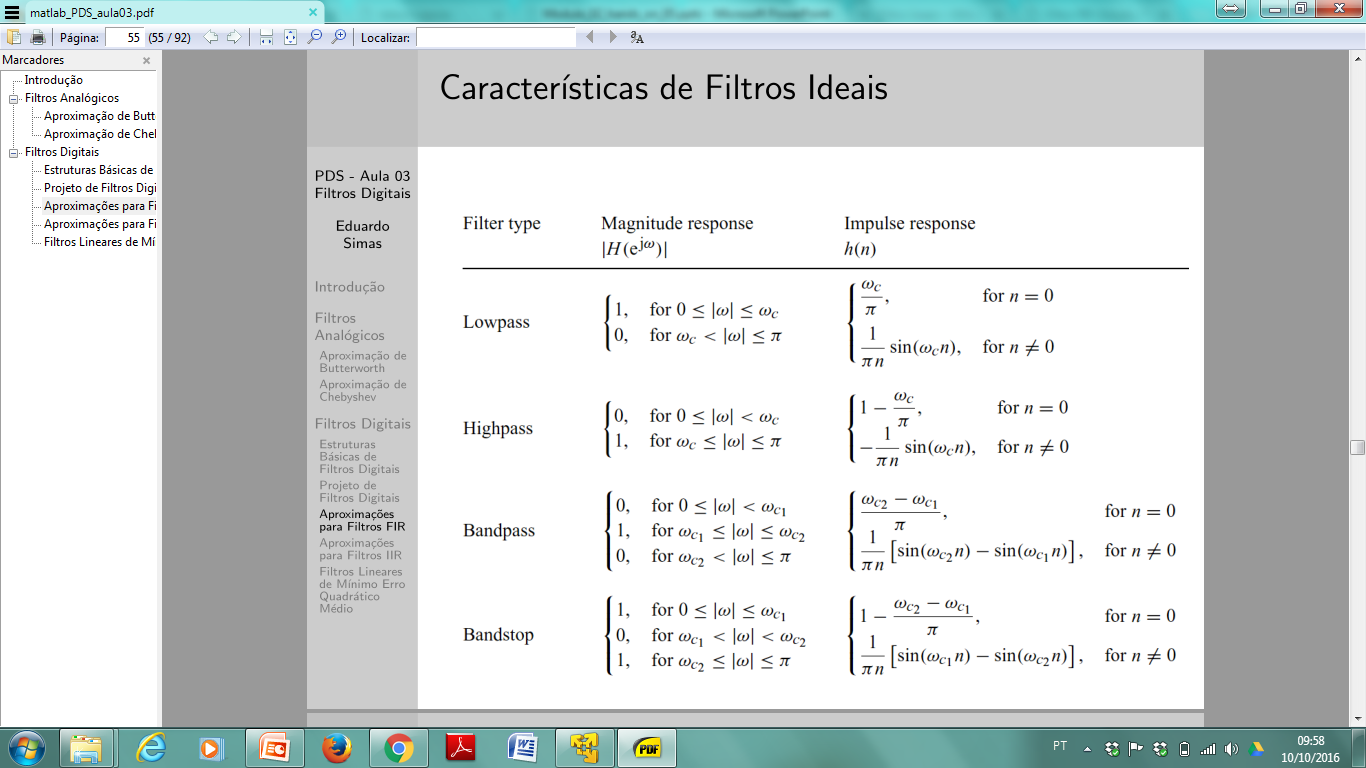 matlab_PDS_aula03.pdf
Página: 55 (55 / 92) Localizar:
Marcadores
Introdução
Filtros Analógicos
Aproximação de Butt
Aproximação de Chel
Filtros Digitais
Estruturas Básicas de
Projeto de Filtros Digi
Aproximações para Fi
Aproximações para Fi
Filtros Lineares de Mí
Características de Filtros Ideais
PDS - Aula 03
Filtros Digitais
Eduardo
Simas
Introdução
Filtros
Analógicos
Aproximação de
Butterworth
Aproximação de
Chebyshev
Filtros Digitais
Estruturas
Básicas de
Filtros Digitais
Projeto de
Filtros Digitais
Aproximações
para Filtros FIR
Aproximações
para Filtros IIR
Filtros Lineares
de Mínimo Erro
Quadrático
Médio
Filter type Magnitude response Impulse response
|H(e^{jω})| h(n)
Lowpass
1, for 0 ≤ |ω| ≤ ω_c
0, for ω_c < |ω| ≤ π
ω_c/π, for n = 0
1/(πn) sin(ω_c n), for n ≠ 0
Highpass
0, for 0 ≤ |ω| < ω_c
1, for ω_c ≤ |ω| ≤ π
1 − ω_c/π, for n = 0
−1/(πn) sin(ω_c n), for n ≠ 0
Bandpass
0, for 0 ≤ |ω| < ω_{c1}
1, for ω_{c1} ≤ |ω| ≤ ω_{c2}
0, for ω_{c2} < |ω| ≤ π
(ω_{c2} − ω_{c1})/π, for n = 0
1/(πn) [sin(ω_{c2} n) − sin(ω_{c1} n)], for n ≠ 0
Bandstop
1, for 0 ≤ |ω| ≤ ω_{c1}
0, for ω_{c1} < |ω| < ω_{c2}
1, for ω_{c2} ≤ |ω| ≤ π
1 − (ω_{c2} − ω_{c1})/π, for n = 0
1/(πn) [sin(ω_{c1} n) − sin(ω_{c2} n)], for n ≠ 0
PDF
PT
09:58
10/10/2016